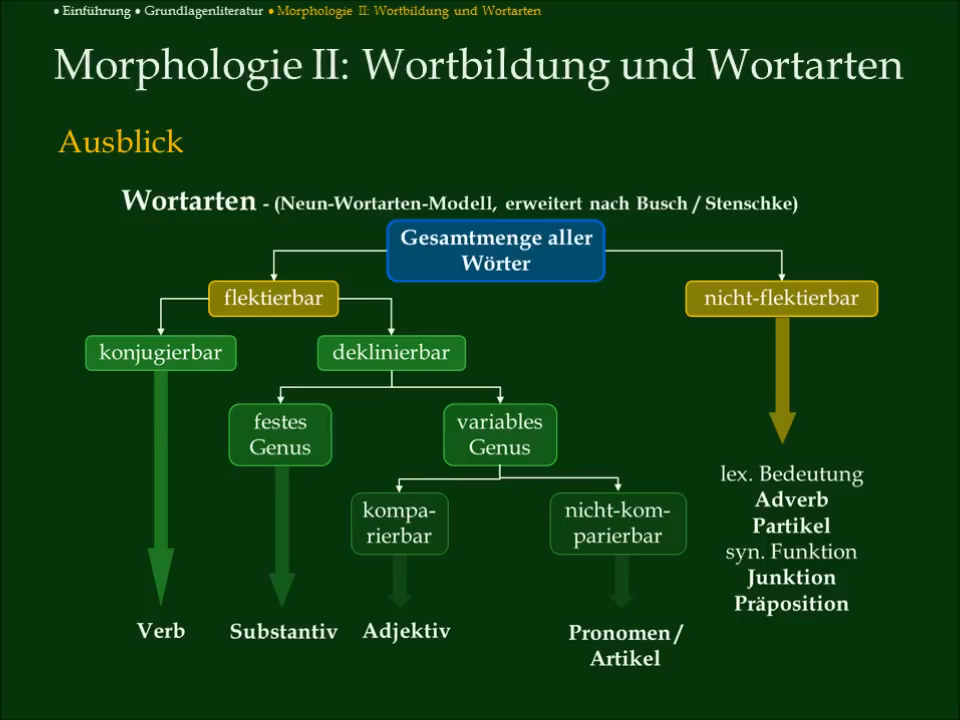 ● Einführung ● Grundlagenliteratur ● Morphologie II: Wortbildung und Wortarten
Morphologie II: Wortbildung und Wortarten
Ausblick
Wortarten - (Neun-Wortarten-Modell, erweitert nach Busch / Stenschke)
Gesamtmenge aller
Wörter
flektierbar
nicht-flektierbar
konjugierbar
deklinierbar
festes
Genus
variables
Genus
kompa-
rierbar
nicht-kom-
parierbar
lex. Bedeutung
Adverb
Partikel
syn. Funktion
Junktion
Präposition
Verb
Substantiv
Adjektiv
Pronomen /
Artikel